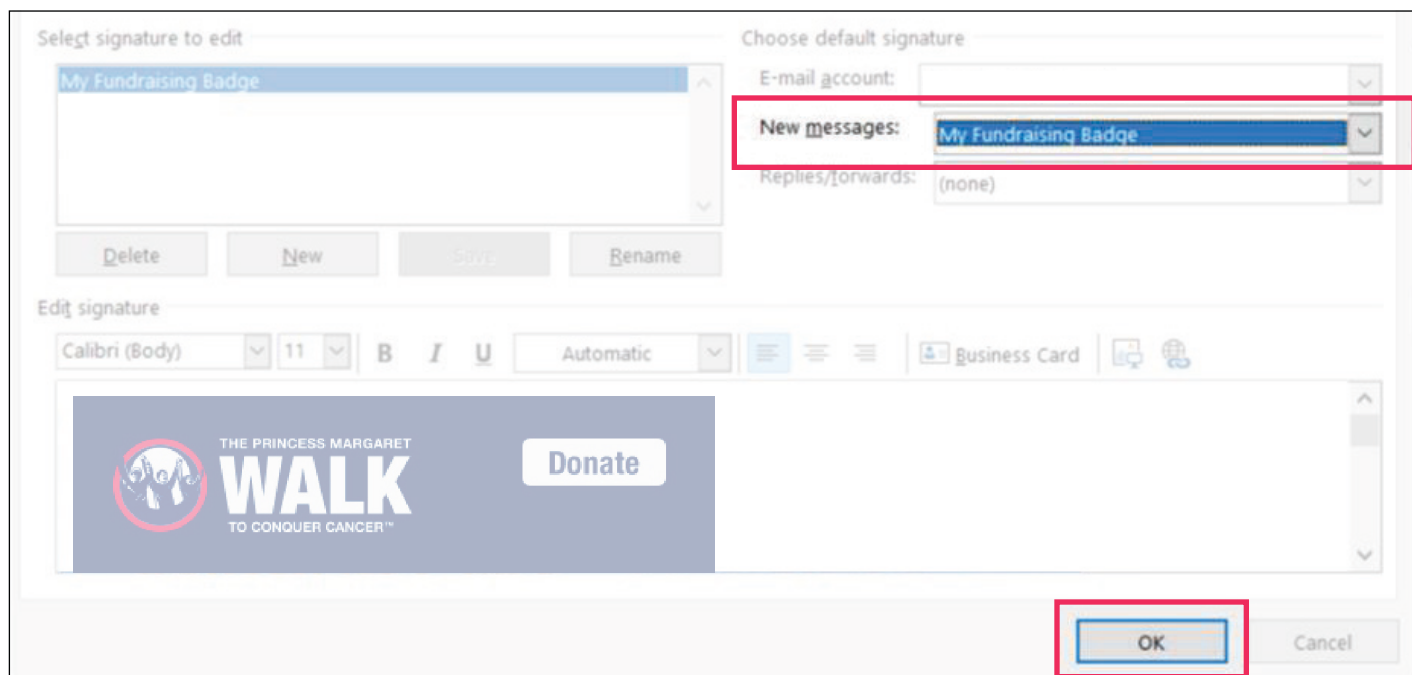 Select signature to edit
Choose default signature
My Fundraising Badge
E-mail account:
New messages:
My Fundraising Badge
Replies/forwards:
(none)
Delete
New
Save
Rename
Edit signature
Calibri (Body)
11
B
I
U
Automatic
Business Card
THE PRINCESS MARGARET
WALK
TO CONQUER CANCER™
Donate
OK
Cancel